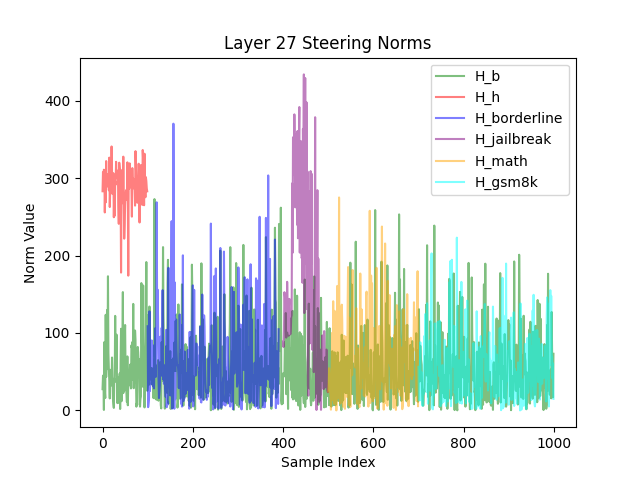 Layer 27 Steering Norms
H_b
H_h
H_borderline
H_jailbreak
H_math
H_gsm8k
400
300
200
100
0
Norm Value
0 200 400 600 800 1000
Sample Index